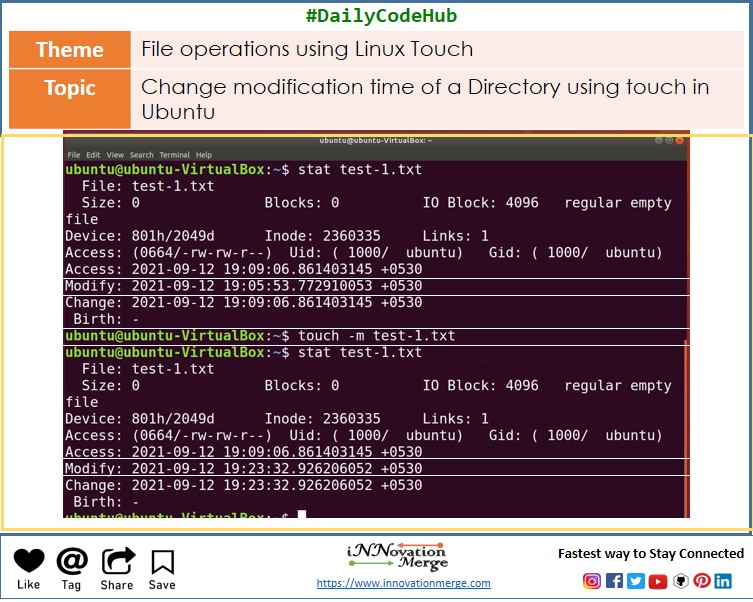 #DailyCodeHub
Theme
File operations using Linux Touch
Topic
Change modification time of a Directory using touch in
Ubuntu
ubuntu@ubuntu-VirtualBox: ~
File Edit View Search Terminal Help
ubuntu@ubuntu-VirtualBox:~$ stat test-1.txt
File: test-1.txt
Size: 0 Blocks: 0 IO Block: 4096 regular empty
file
Device: 801h/2049d Inode: 2360335 Links: 1
Access: (0664/-rw-rw-r--) Uid: ( 1000/ ubuntu) Gid: ( 1000/ ubuntu)
Access: 2021-09-12 19:09:06.861403145 +0530
Modify: 2021-09-12 19:05:53.772910053 +0530
Change: 2021-09-12 19:09:06.861403145 +0530
Birth: -
ubuntu@ubuntu-VirtualBox:~$ touch -m test-1.txt
ubuntu@ubuntu-VirtualBox:~$ stat test-1.txt
File: test-1.txt
Size: 0 Blocks: 0 IO Block: 4096 regular empty
file
Device: 801h/2049d Inode: 2360335 Links: 1
Access: (0664/-rw-rw-r--) Uid: ( 1000/ ubuntu) Gid: ( 1000/ ubuntu)
Access: 2021-09-12 19:09:06.861403145 +0530
Modify: 2021-09-12 19:23:32.926206052 +0530
Change: 2021-09-12 19:23:32.926206052 +0530
Birth: -
ubuntu@ubuntu-VirtualBox:~$
Like
Tag
Share
Save
iNNovation
Merge
https://www.innovationmerge.com
Fastest way to Stay Connected